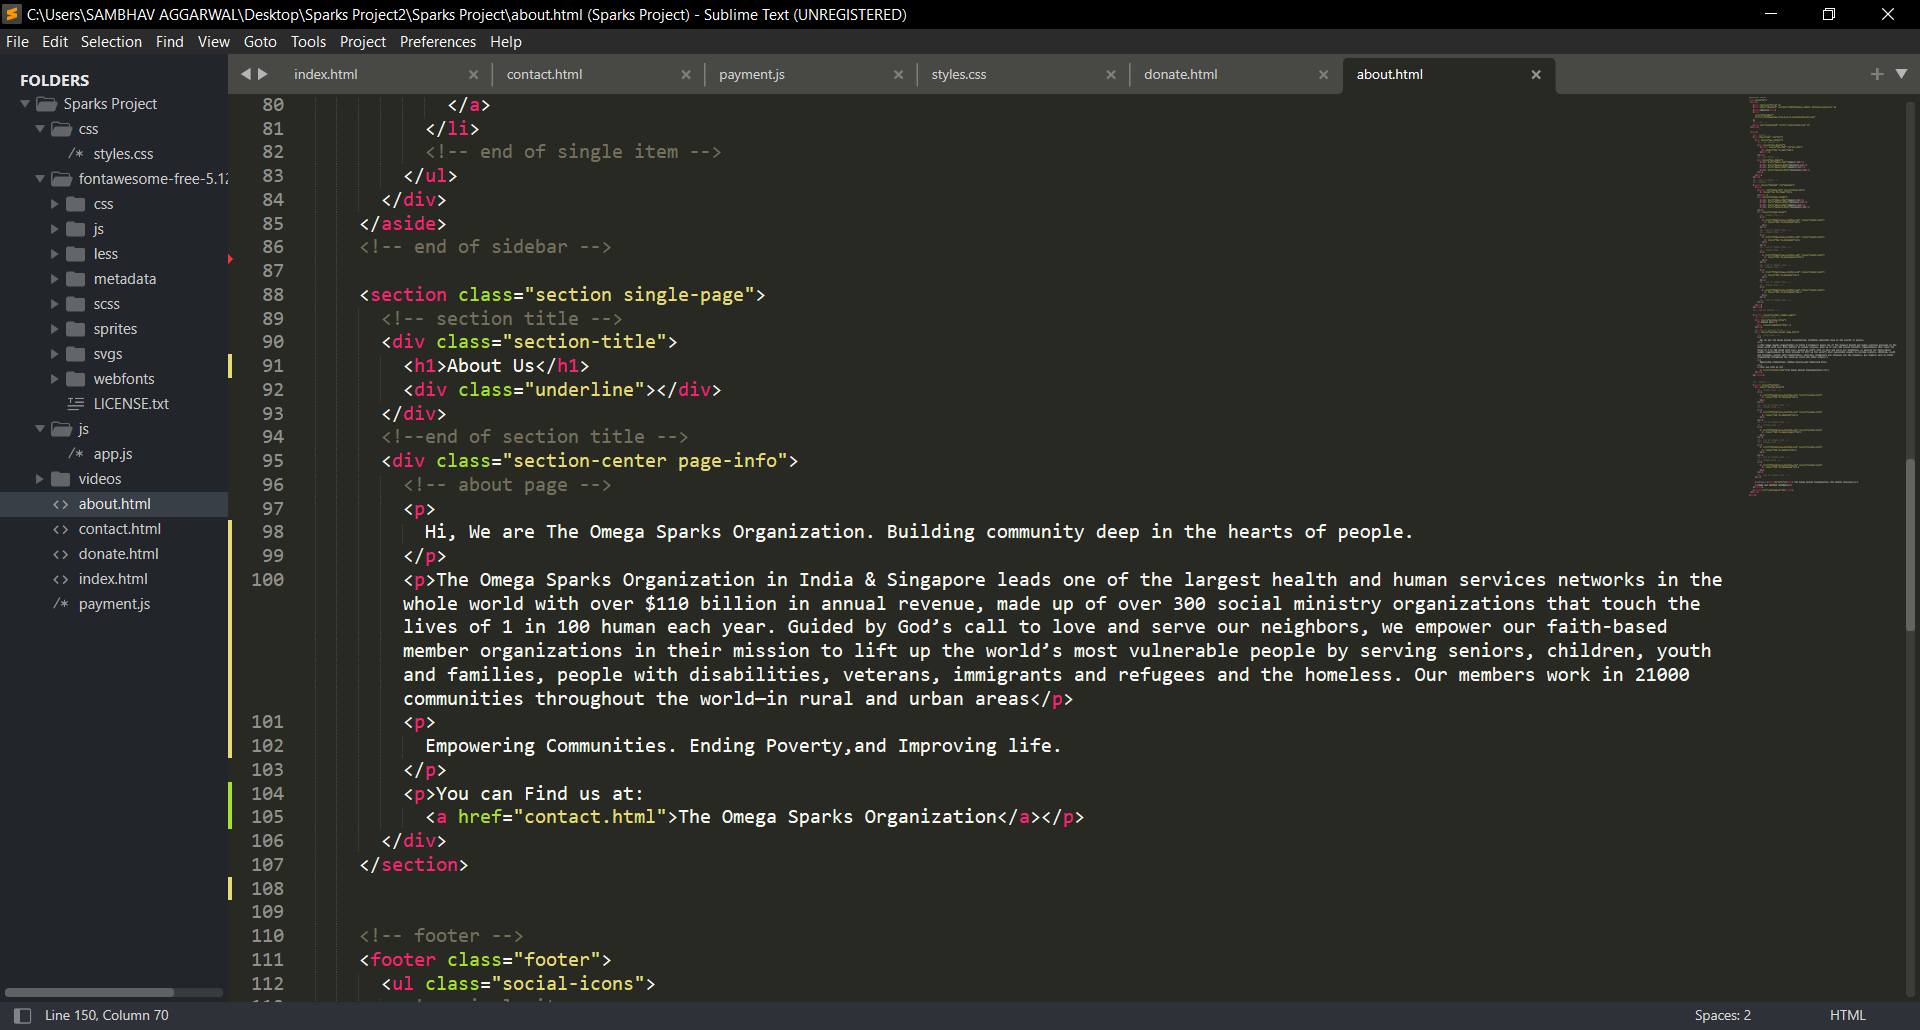 C:\Users\SAMBHAV AGGARWAL\Desktop\Sparks Project2\Sparks Project\about.html (Sparks Project) - Sublime Text (UNREGISTERED)
File Edit Selection Find View Goto Tools Project Preferences Help
FOLDERS
Sparks Project
css
/* styles.css
fontawesome-free-5.12
css
js
less
metadata
scss
sprites
svgs
webfonts
LICENSE.txt
js
/* app.js
videos
<> about.html
<> contact.html
<> donate.html
<> index.html
/* payment.js
index.html × contact.html × payment.js × styles.css × donate.html × about.html ×
80 </a>
81 </li>
82 <!-- end of single item -->
83 </ul>
84 </div>
85 </aside>
86 <!-- end of sidebar -->
87
88 <section class="section single-page">
89 <!-- section title -->
90 <div class="section-title">
91 <h1>About Us</h1>
92 <div class="underline"></div>
93 </div>
94 <!--end of section title -->
95 <div class="section-center page-info">
96 <!-- about page -->
97 <p>
98 Hi, We are The Omega Sparks Organization. Building community deep in the hearts of people.
99 </p>
100 <p>The Omega Sparks Organization in India & Singapore leads one of the largest health and human services networks in the
whole world with over $110 billion in annual revenue, made up of over 300 social ministry organizations that touch the
lives of 1 in 100 human each year. Guided by God’s call to love and serve our neighbors, we empower our faith-based
member organizations in their mission to lift up the world’s most vulnerable people by serving seniors, children, youth
and families, people with disabilities, veterans, immigrants and refugees and the homeless. Our members work in 21000
communities throughout the world—in rural and urban areas</p>
101 <p>
102 Empowering Communities. Ending Poverty,and Improving life.
103 </p>
104 <p>You can Find us at:
105 <a href="contact.html">The Omega Sparks Organization</a></p>
106 </div>
107 </section>
108
109
110 <!-- footer -->
111 <footer class="footer">
112 <ul class="social-icons">
Line 150, Column 70
Spaces: 2
HTML